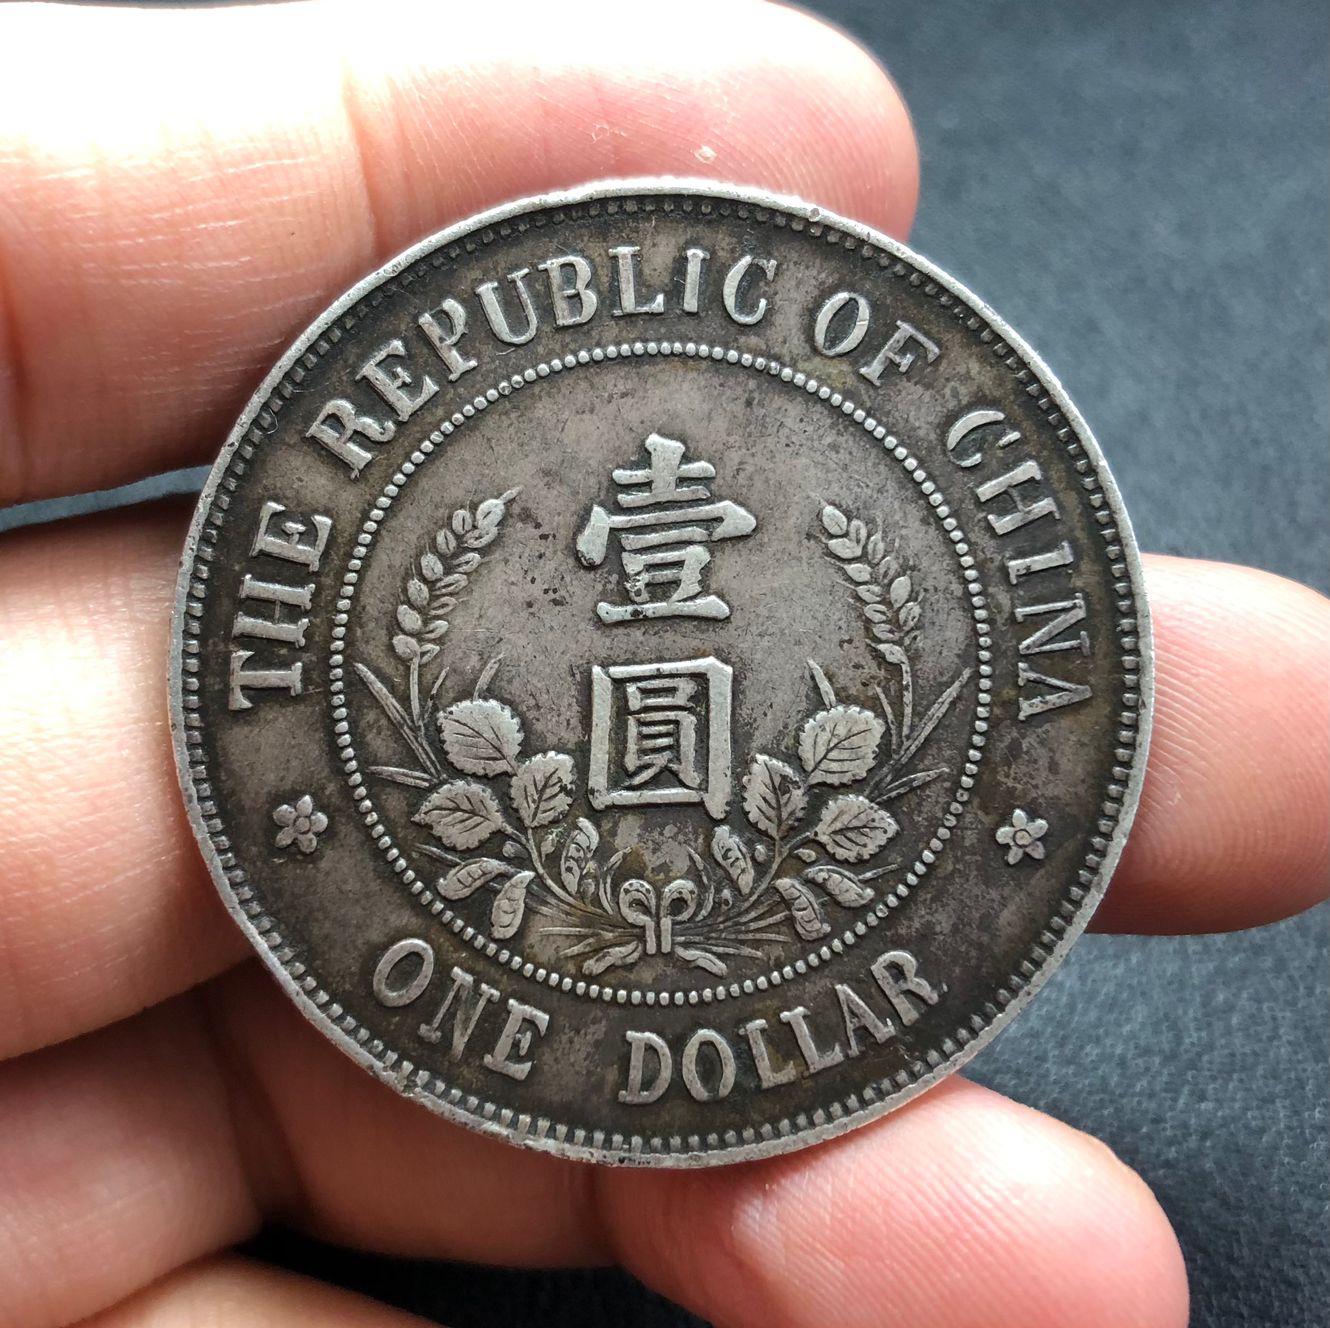 THE REPUBLIC OF CHINA
壹圓
ONE DOLLAR